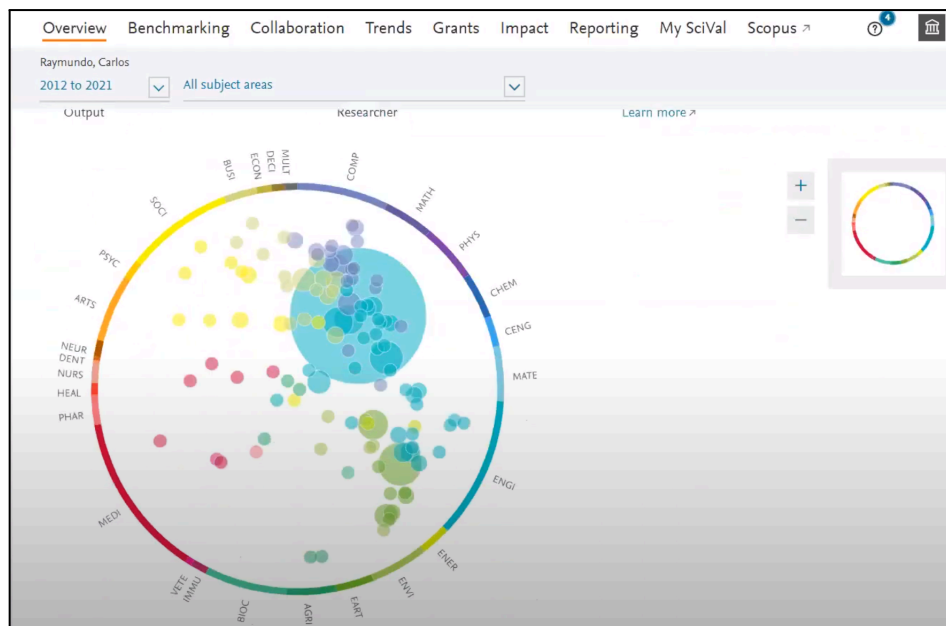 Overview Benchmarking Collaboration Trends Grants Impact Reporting My SciVal Scopus ↗ ? 4
Raymundo, Carlos
2012 to 2021 All subject areas
Output Researcher Learn more ↗
+
−
MULT
DECI
ECON
BUSI
SOCI
PSYC
ARTS
NEUR
DENT
NURS
HEAL
PHAR
MEDI
VETE
IMMU
BIOC
AGRI
EART
ENVI
ENER
ENGI
MATE
CENG
CHEM
PHYS
MATH
COMP